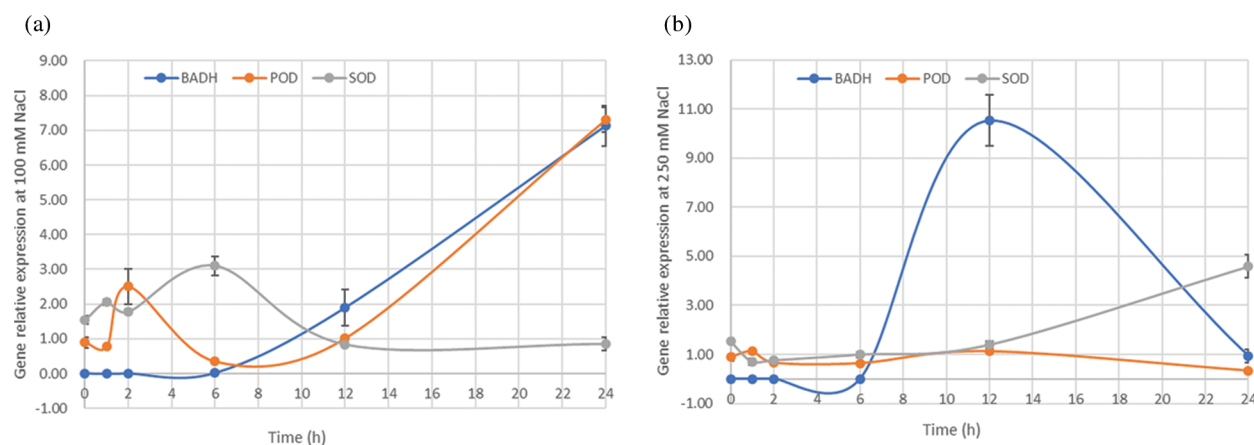 (a)
Gene relative expression at 100 mM NaCl
BADH POD SOD
9.00
8.00
7.00
6.00
5.00
4.00
3.00
2.00
1.00
0.00
-1.00
0 2 4 6 8 10 12 14 16 18 20 22 24
Time (h)
(b)
Gene relative expression at 250 mM NaCl
BADH POD SOD
13.00
11.00
9.00
7.00
5.00
3.00
1.00
-1.00
0 2 4 6 8 10 12 14 16 18 20 22 24
Time (h)